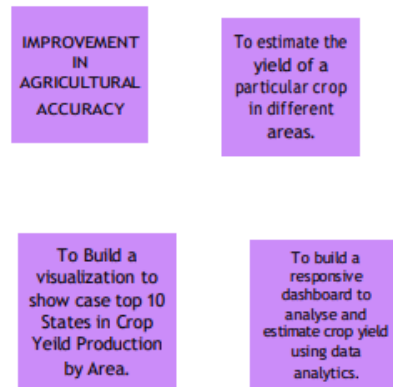 IMPROVEMENT
IN
AGRICULTURAL
ACCURACY
To estimate the
yield of a
particular crop
in different
areas.
To Build a
visualization to
show case top 10
States in Crop
Yeild Production
by Area.
To build a
responsive
dashboard to
analyse and
estimate crop yield
using data
analytics.